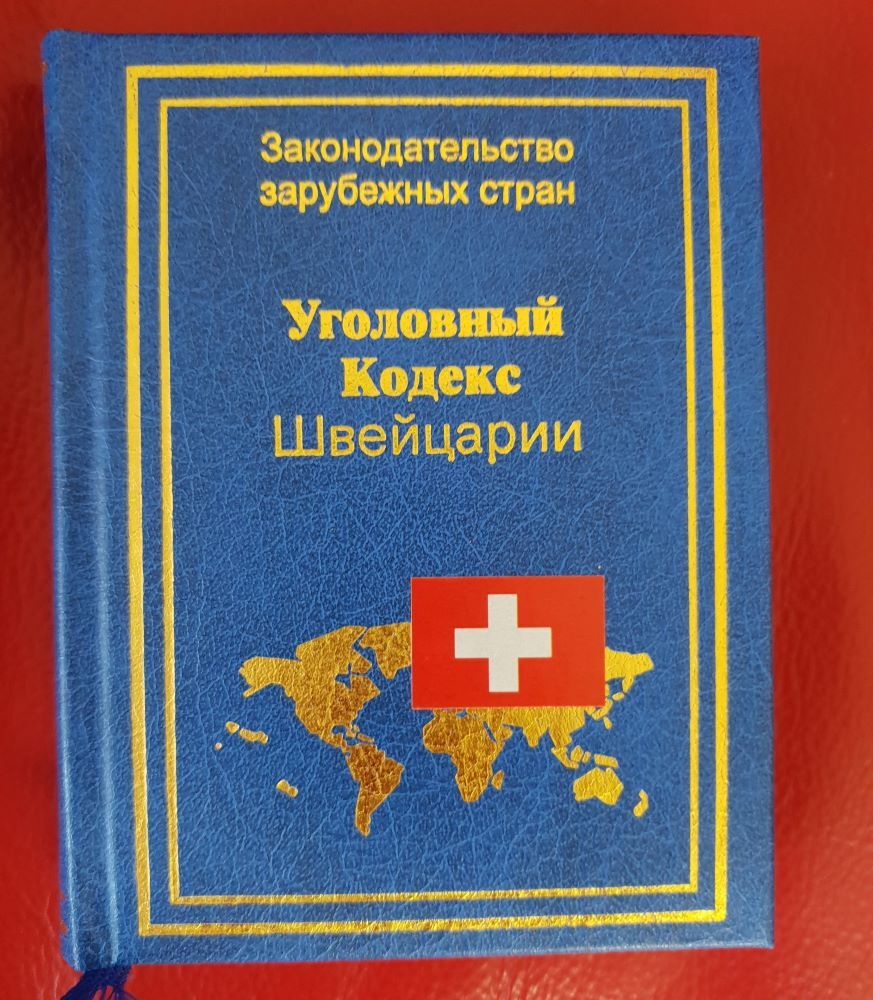 Законодательство
зарубежных стран
Уголовный
Кодекс
Швейцарии